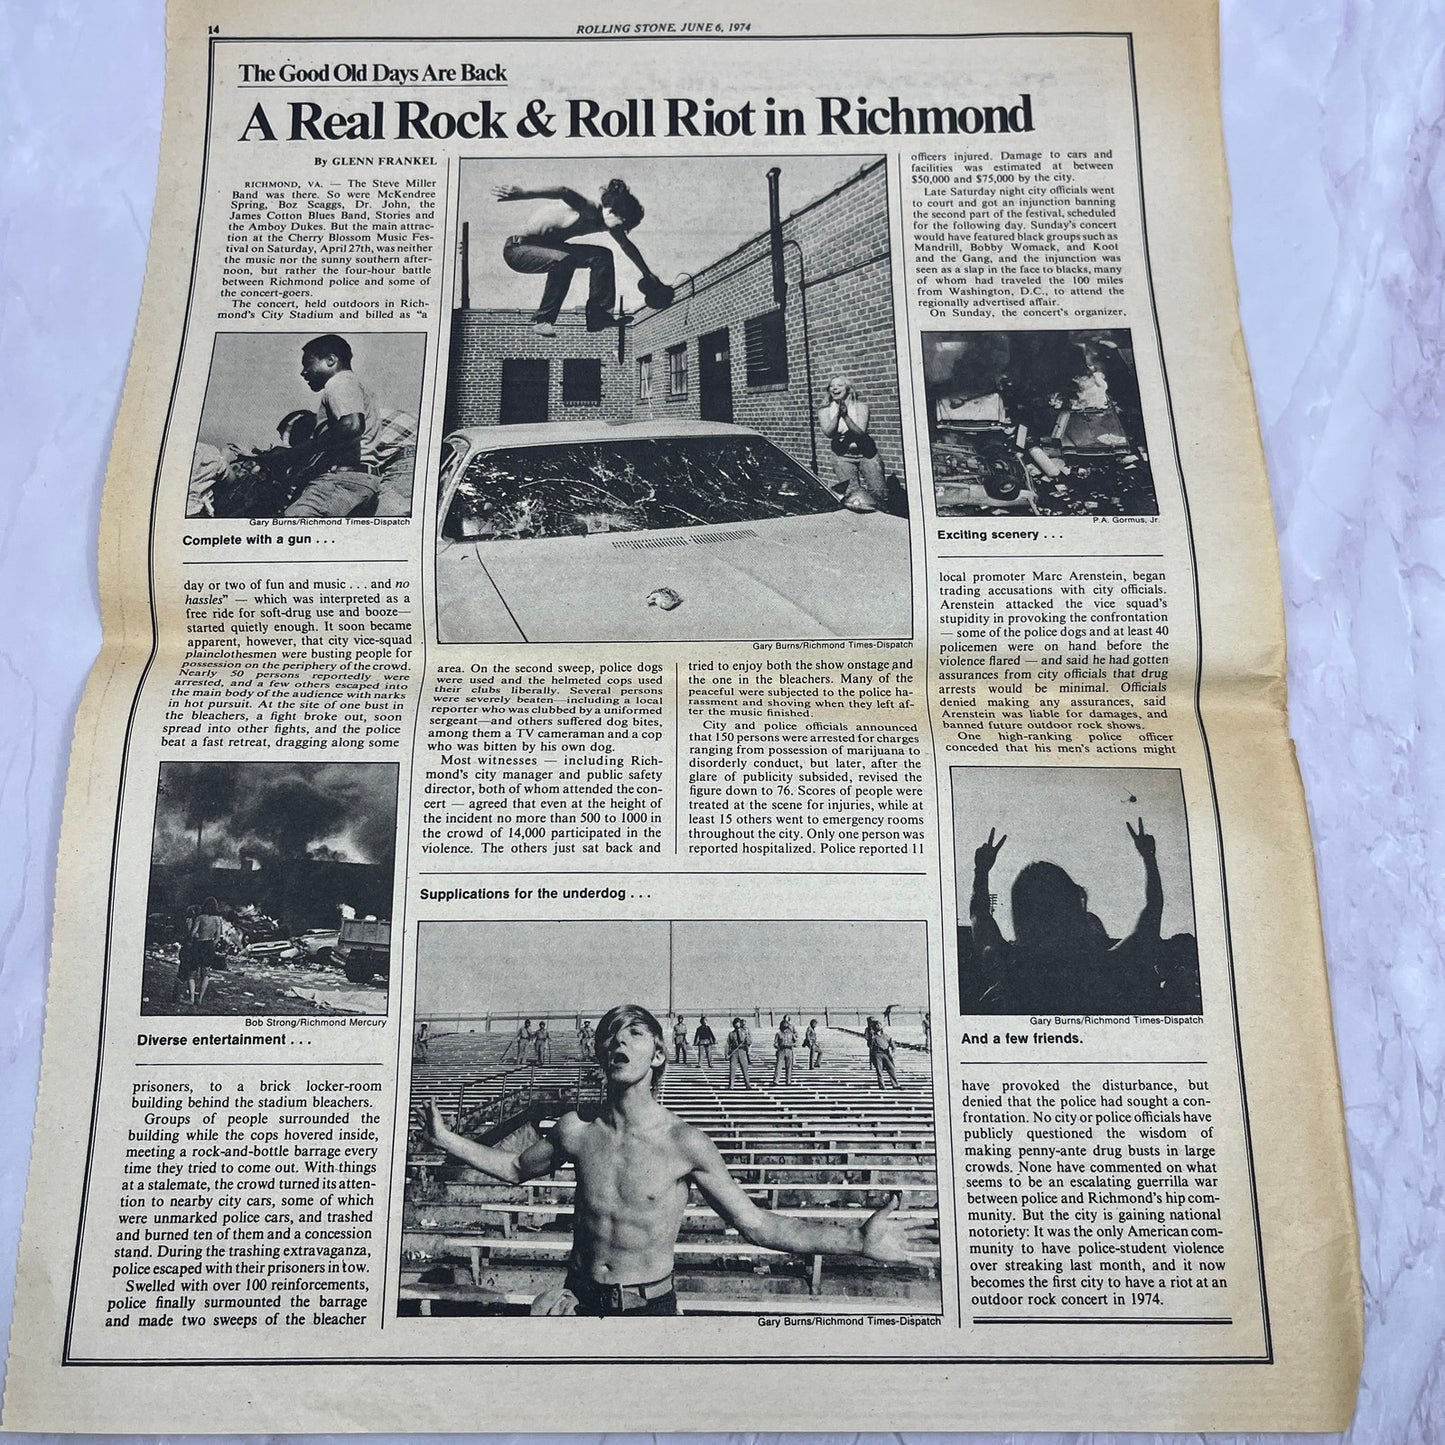 14
ROLLING STONE, JUNE 6, 1974
The Good Old Days Are Back
A Real Rock & Roll Riot in Richmond
By GLENN FRANKEL
RICHMOND, VA. — The Steve Miller
Band was there. So were McKendree
Spring, Boz Scaggs, Dr. John, the
James Cotton Blues Band, Stories and
the Amboy Dukes. But the main attrac-
tion at the Cherry Blossom Music Fes-
tival on Saturday, April 27th, was neither
the music nor the sunny southern after-
noon, but rather the four-hour battle
between Richmond police and some of
the concert-goers.
The concert, held outdoors in Rich-
mond's City Stadium and billed as "a
Gary Burns/Richmond Times-Dispatch
Complete with a gun . . .
day or two of fun and music . . . and no
hassles" — which was interpreted as a
free ride for soft-drug use and booze—
started quietly enough. It soon became
apparent, however, that city vice-squad
plainclothesmen were busting people for
possession on the periphery of the crowd.
Nearly 50 persons reportedly were
arrested, and a few others escaped into
the main body of the audience with narks
in hot pursuit. At the site of one bust in
the bleachers, a fight broke out, soon
spread into other fights, and the police
beat a fast retreat, dragging along some
Bob Strong/Richmond Mercury
Diverse entertainment . . .
prisoners, to a brick locker-room
building behind the stadium bleachers.
Groups of people surrounded the
building while the cops hovered inside,
meeting a rock-and-bottle barrage every
time they tried to come out. With things
at a stalemate, the crowd turned its atten-
tion to nearby city cars, some of which
were unmarked police cars, and trashed
and burned ten of them and a concession
stand. During the trashing extravaganza,
police escaped with their prisoners in tow.
Swelled with over 100 reinforcements,
police finally surmounted the barrage
and made two sweeps of the bleacher
Gary Burns/Richmond Times-Dispatch
area. On the second sweep, police dogs
were used and the helmeted cops used
their clubs liberally. Several persons
were severely beaten—including a local
reporter who was clubbed by a uniformed
sergeant—and others suffered dog bites,
among them a TV cameraman and a cop
who was bitten by his own dog.
Most witnesses — including Rich-
mond's city manager and public safety
director, both of whom attended the con-
cert — agreed that even at the height of
the incident no more than 500 to 1000 in
the crowd of 14,000 participated in the
violence. The others just sat back and
tried to enjoy both the show onstage and
the one in the bleachers. Many of the
peaceful were subjected to the police ha-
rassment and shoving when they left af-
ter the music finished.
City and police officials announced
that 150 persons were arrested for charges
ranging from possession of marijuana to
disorderly conduct, but later, after the
glare of publicity subsided, revised the
figure down to 76. Scores of people were
treated at the scene for injuries, while at
least 15 others went to emergency rooms
throughout the city. Only one person was
reported hospitalized. Police reported 11
Supplications for the underdog . . .
Gary Burns/Richmond Times-Dispatch
officers injured. Damage to cars and
facilities was estimated at between
$50,000 and $75,000 by the city.
Late Saturday night city officials went
to court and got an injunction banning
the second part of the festival, scheduled
for the following day. Sunday's concert
would have featured black groups such as
Mandrill, Bobby Womack, and Kool
and the Gang, and the injunction was
seen as a slap in the face to blacks, many
of whom had traveled the 100 miles
from Washington, D.C., to attend the
regionally advertised affair.
On Sunday, the concert's organizer,
P.A. Gormus, Jr.
Exciting scenery . . .
local promoter Marc Arenstein, began
trading accusations with city officials.
Arenstein attacked the vice squad's
stupidity in provoking the confrontation
— some of the police dogs and at least 40
policemen were on hand before the
violence flared — and said he had gotten
assurances from city officials that drug
arrests would be minimal. Officials
denied making any assurances, said
Arenstein was liable for damages, and
banned future outdoor rock shows.
One high-ranking police officer
conceded that his men's actions might
Gary Burns/Richmond Times-Dispatch
And a few friends.
have provoked the disturbance, but
denied that the police had sought a con-
frontation. No city or police officials have
publicly questioned the wisdom of
making penny-ante drug busts in large
crowds. None have commented on what
seems to be an escalating guerrilla war
between police and Richmond's hip com-
munity. But the city is gaining national
notoriety: It was the only American com-
munity to have police-student violence
over streaking last month, and it now
becomes the first city to have a riot at an
outdoor rock concert in 1974.